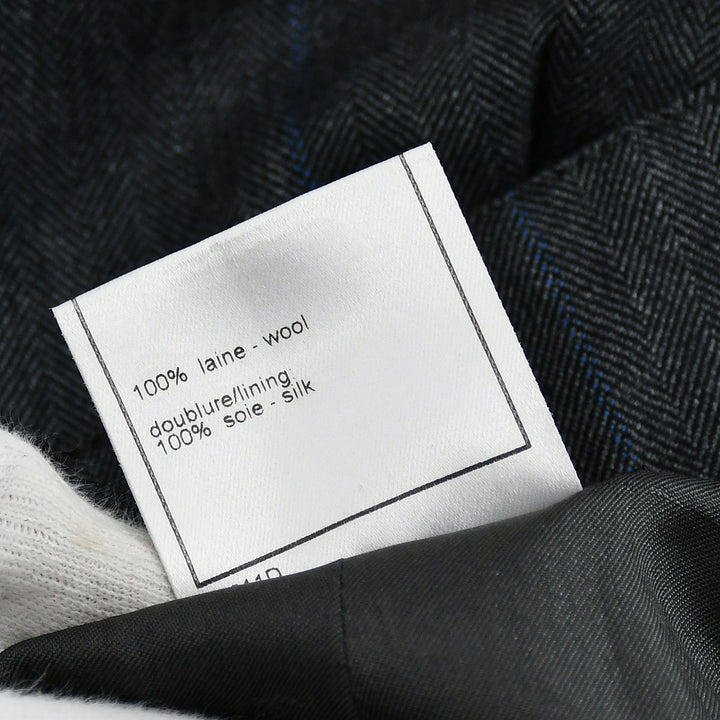 100% laine - wool
doublure/lining
100% soie - silk